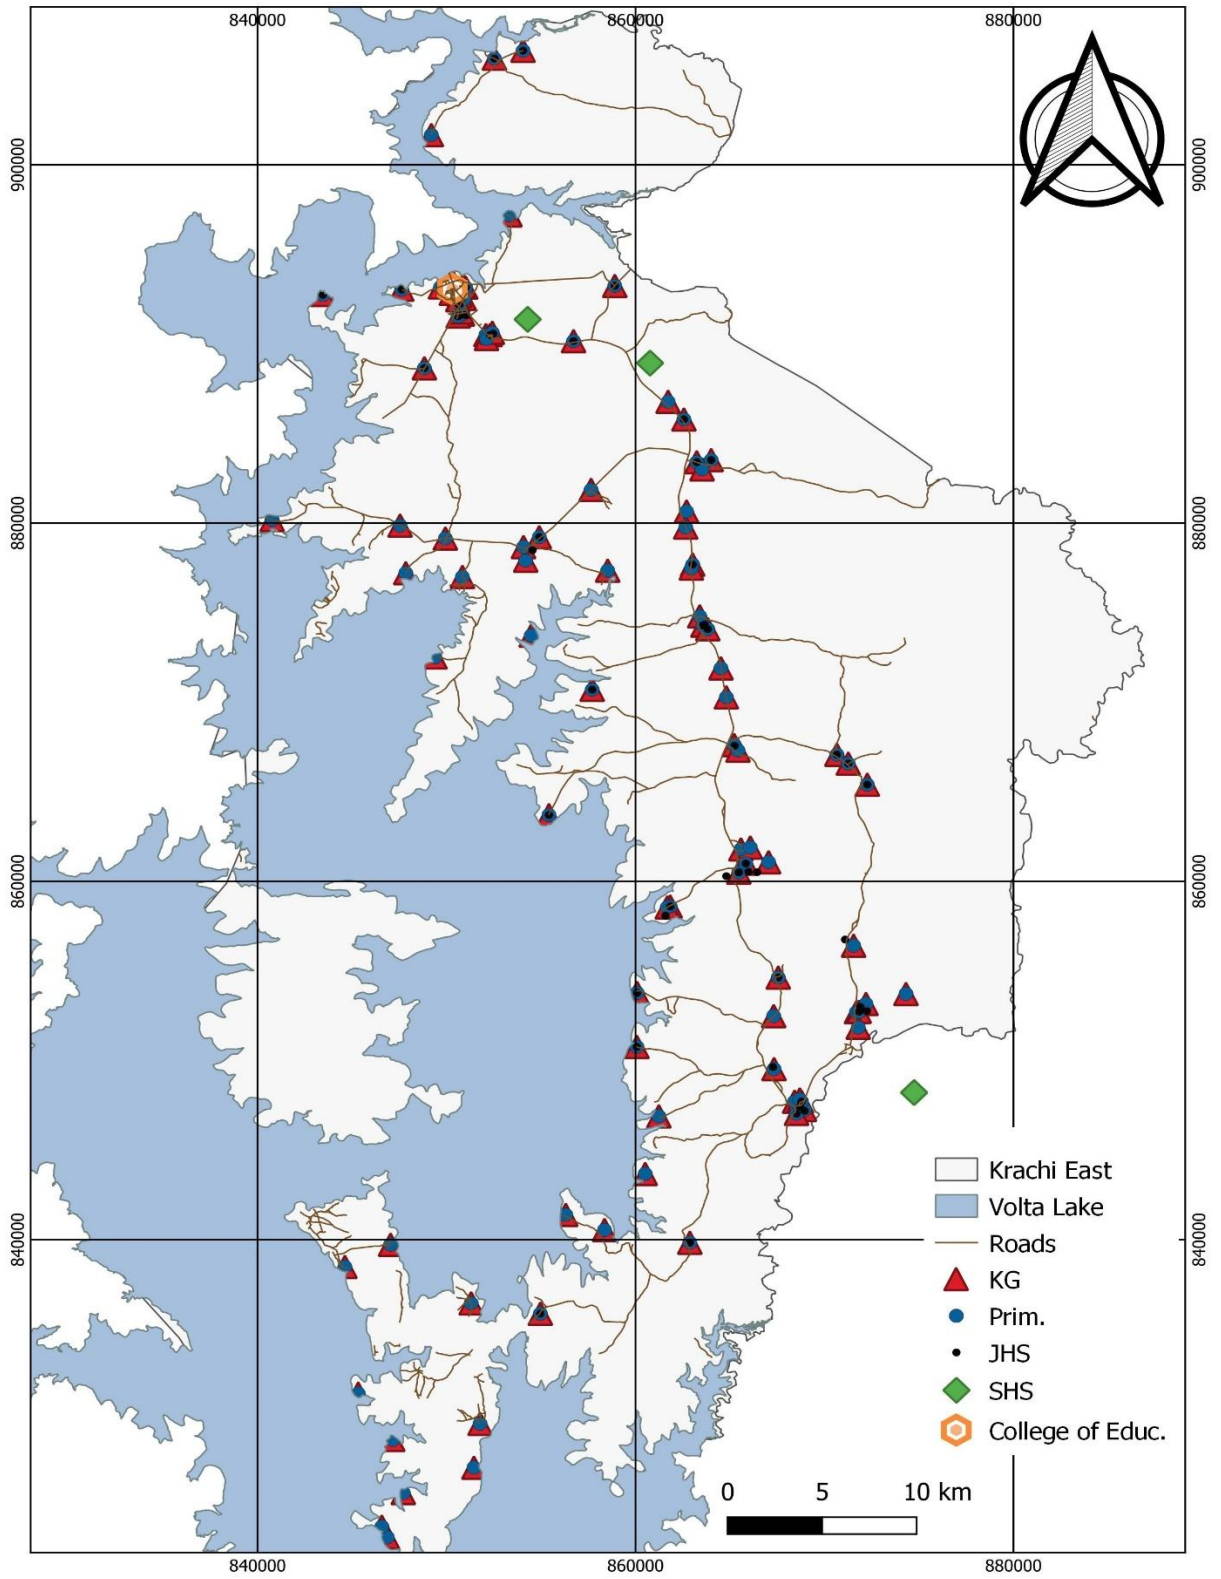 840000 860000 880000
900000 900000
880000 880000
860000 860000
840000 840000
Krachi East
Volta Lake
Roads
KG
Prim.
JHS
SHS
College of Educ.
0 5 10 km
840000 860000 880000